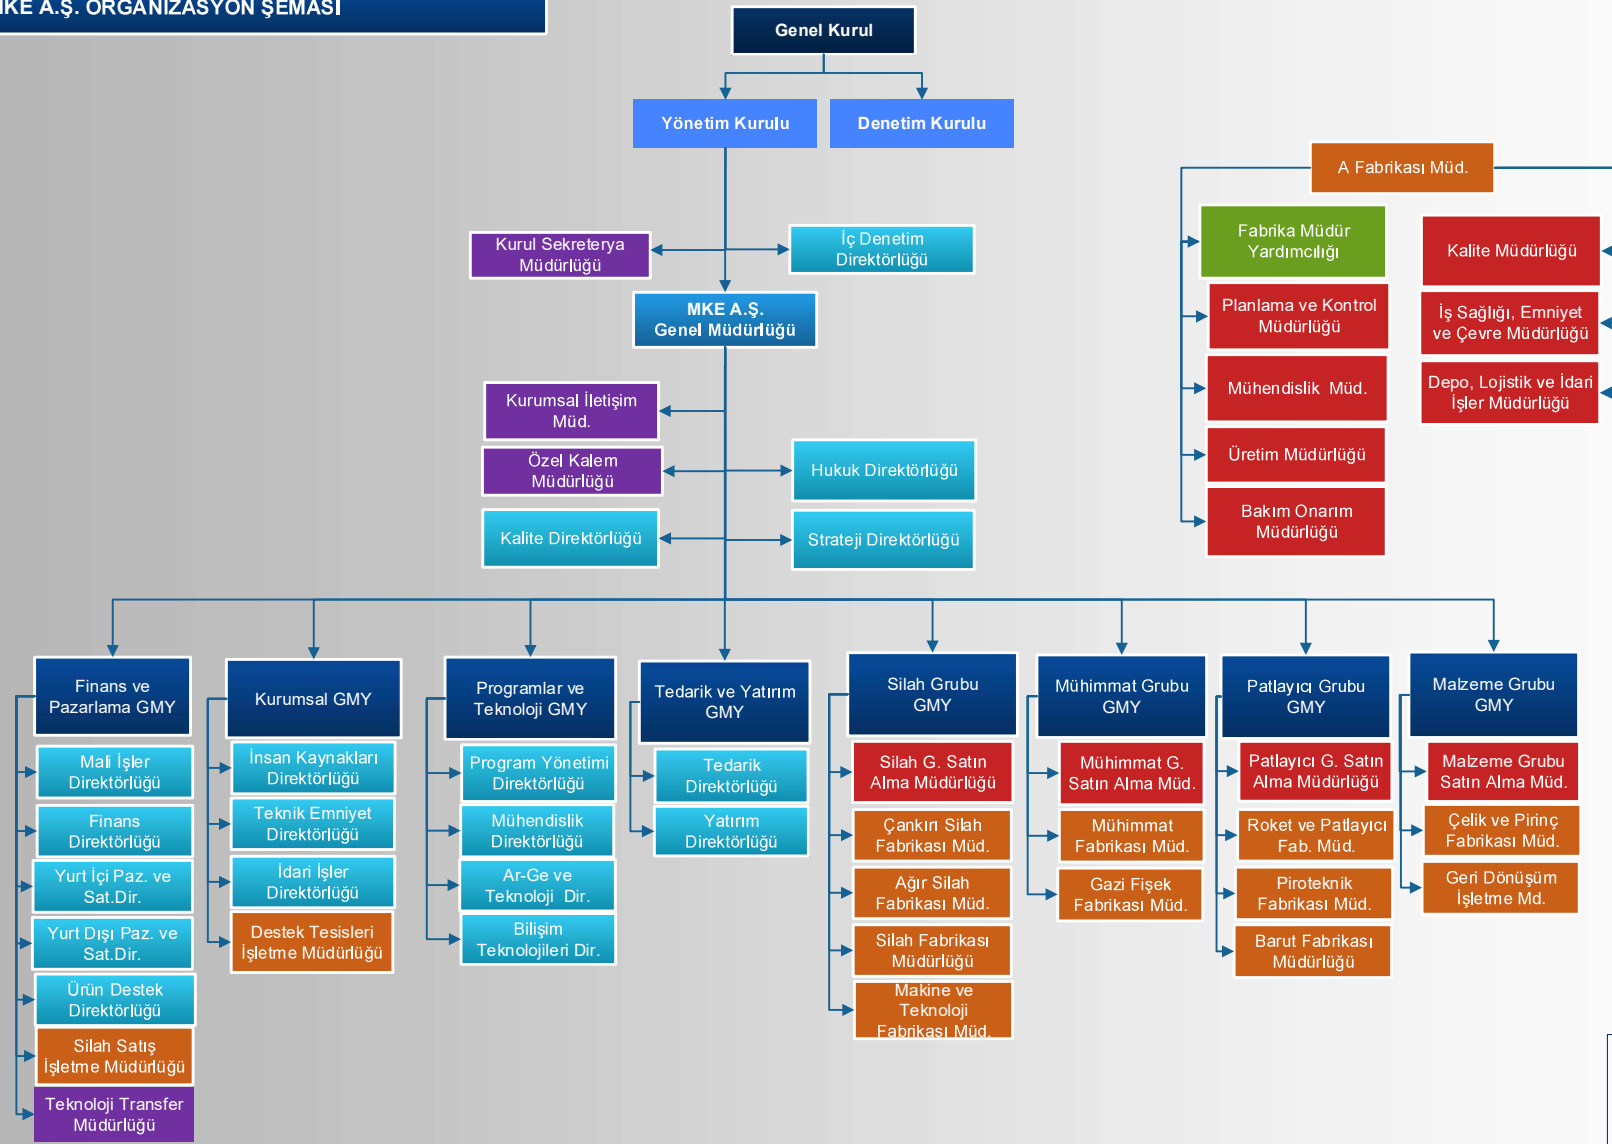 MKE A.Ş. ORGANİZASYON ŞEMASI
Genel Kurul
Yönetim Kurulu
Denetim Kurulu
Kurul Sekreterya
Müdürlüğü
İç Denetim
Direktörlüğü
MKE A.Ş.
Genel Müdürlüğü
Kurumsal İletişim
Müd.
Özel Kalem
Müdürlüğü
Hukuk Direktörlüğü
Kalite Direktörlüğü
Strateji Direktörlüğü
A Fabrikası Müd.
Fabrika Müdür
Yardımcılığı
Planlama ve Kontrol
Müdürlüğü
Mühendislik  Müd.
Üretim Müdürlüğü
Bakım Onarım
Müdürlüğü
Kalite Müdürlüğü
İş Sağlığı, Emniyet
ve Çevre Müdürlüğü
Depo, Lojistik ve İdari
İşler Müdürlüğü
Finans ve
Pazarlama GMY
Mali İşler
Direktörlüğü
Finans
Direktörlüğü
Yurt İçi Paz. ve
Sat.Dir.
Yurt Dışı Paz. ve
Sat.Dir.
Ürün Destek
Direktörlüğü
Silah Satış
İşletme Müdürlüğü
Teknoloji Transfer
Müdürlüğü
Kurumsal GMY
İnsan Kaynakları
Direktörlüğü
Teknik Emniyet
Direktörlüğü
İdari İşler
Direktörlüğü
Destek Tesisleri
İşletme Müdürlüğü
Programlar ve
Teknoloji GMY
Program Yönetimi
Direktörlüğü
Mühendislik
Direktörlüğü
Ar-Ge ve
Teknoloji  Dir.
Bilişim
Teknolojileri Dir.
Tedarik ve Yatırım
GMY
Tedarik
Direktörlüğü
Yatırım
Direktörlüğü
Silah Grubu
GMY
Silah G. Satın
Alma Müdürlüğü
Çankırı Silah
Fabrikası Müd.
Ağır Silah
Fabrikası Müd.
Silah Fabrikası
Müdürlüğü
Makine ve
Teknoloji
Fabrikası Müd.
Mühimmat Grubu
GMY
Mühimmat G.
Satın Alma Müd.
Mühimmat
Fabrikası Müd.
Gazi Fişek
Fabrikası Müd.
Patlayıcı Grubu
GMY
Patlayıcı G. Satın
Alma Müdürlüğü
Roket ve Patlayıcı
Fab. Müd.
Piroteknik
Fabrikası Müd.
Barut Fabrikası
Müdürlüğü
Malzeme Grubu
GMY
Malzeme Grubu
Satın Alma Müd.
Çelik ve Pirinç
Fabrikası Müd.
Geri Dönüşüm
İşletme Md.